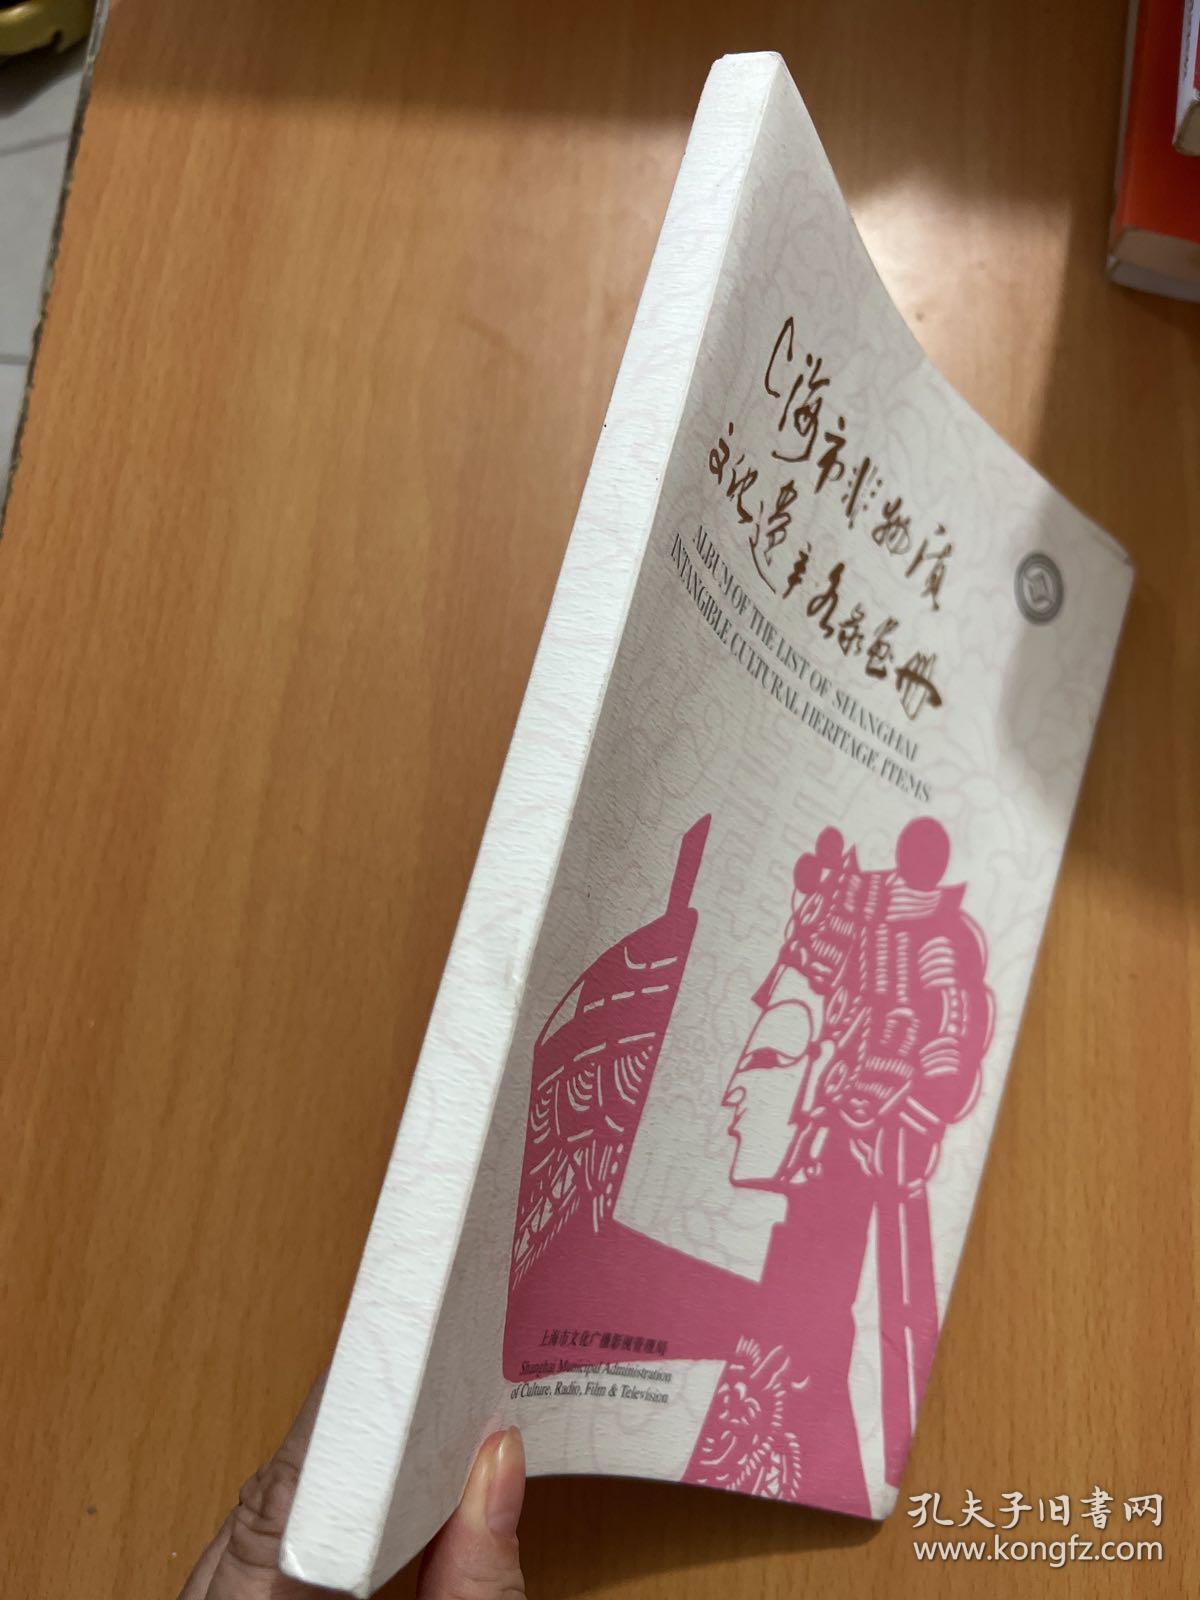 上海市非物质
文化遗产名录画册
ALBUM OF THE LIST OF SHANGHAI
INTANGIBLE CULTURAL HERITAGE ITEMS
上海市文化广播影视管理局
Shanghai Municipal Administration
of Culture, Radio, Film & Television
孔夫子旧书网
www.kongfz.com